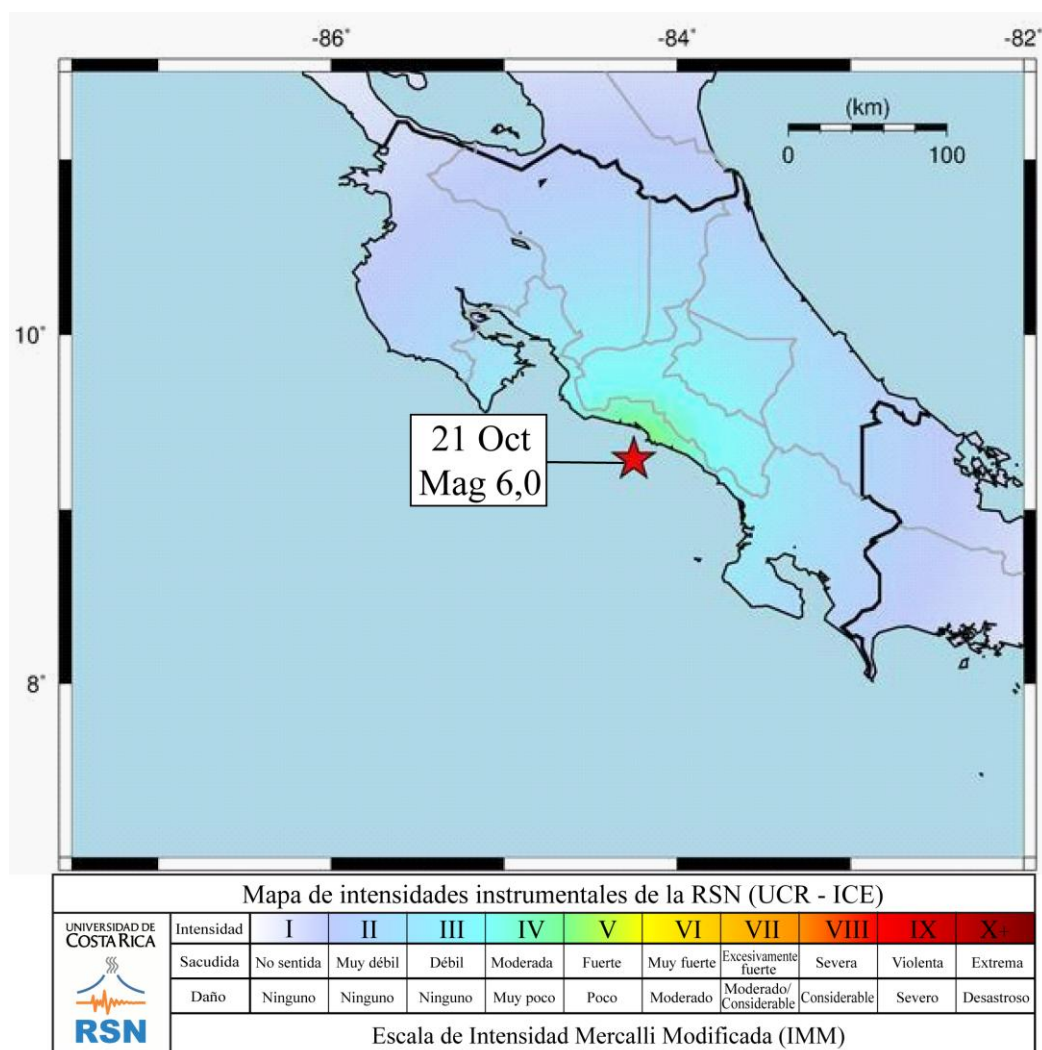 -86° -84° -82°
(km)
0 100
10°
21 Oct
Mag 6,0
8°
Mapa de intensidades instrumentales de la RSN (UCR - ICE)
UNIVERSIDAD DE
COSTA RICA
RSN
Intensidad I II III IV V VI VII VIII IX X+
Sacudida No sentida Muy débil Débil Moderada Fuerte Muy fuerte Excesivamente fuerte Severa Violenta Extrema
Daño Ninguno Ninguno Ninguno Muy poco Poco Moderado Moderado/ Considerable Considerable Severo Desastroso
Escala de Intensidad Mercalli Modificada (IMM)